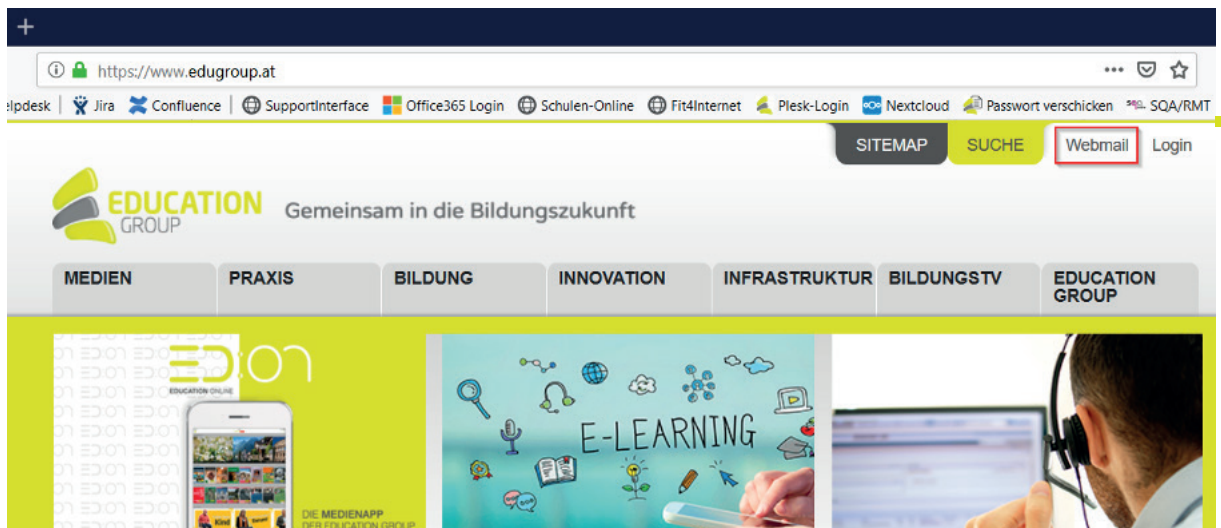 +
https://www.edugroup.at
elpdesk Jira Confluence SupportInterface Office365 Login Schulen-Online Fit4Internet Plesk-Login Nextcloud Passwort verschicken SQA/RMT
SITEMAP SUCHE Webmail Login
EDUCATION
GROUP
Gemeinsam in die Bildungszukunft
MEDIEN PRAXIS BILDUNG INNOVATION INFRASTRUKTUR BILDUNGSTV EDUCATION
GROUP
ED:ON
EDUCATION ONLINE
DIE MEDIENAPP
DER EDUCATION GROUP
E-LEARNING